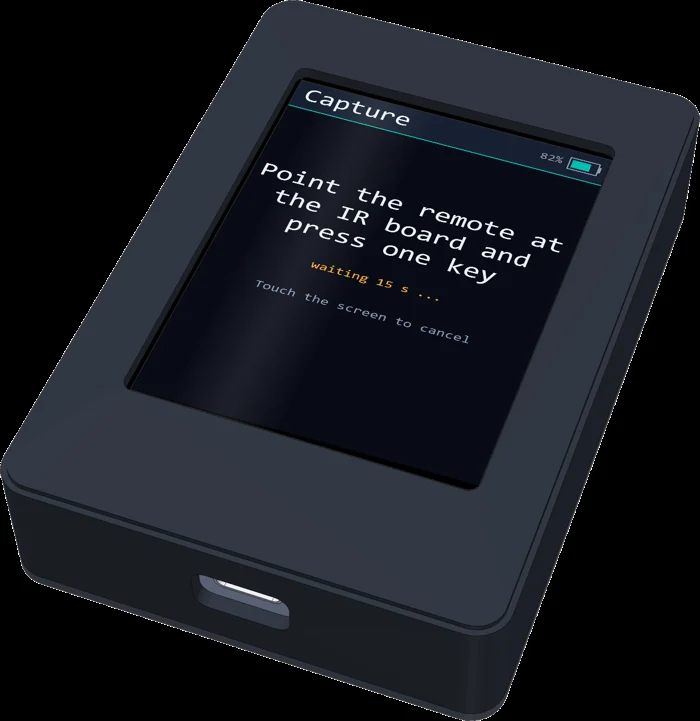 Capture
82%
Point the remote at
the IR board and
press one key
waiting 15 s ...
Touch the screen to cancel